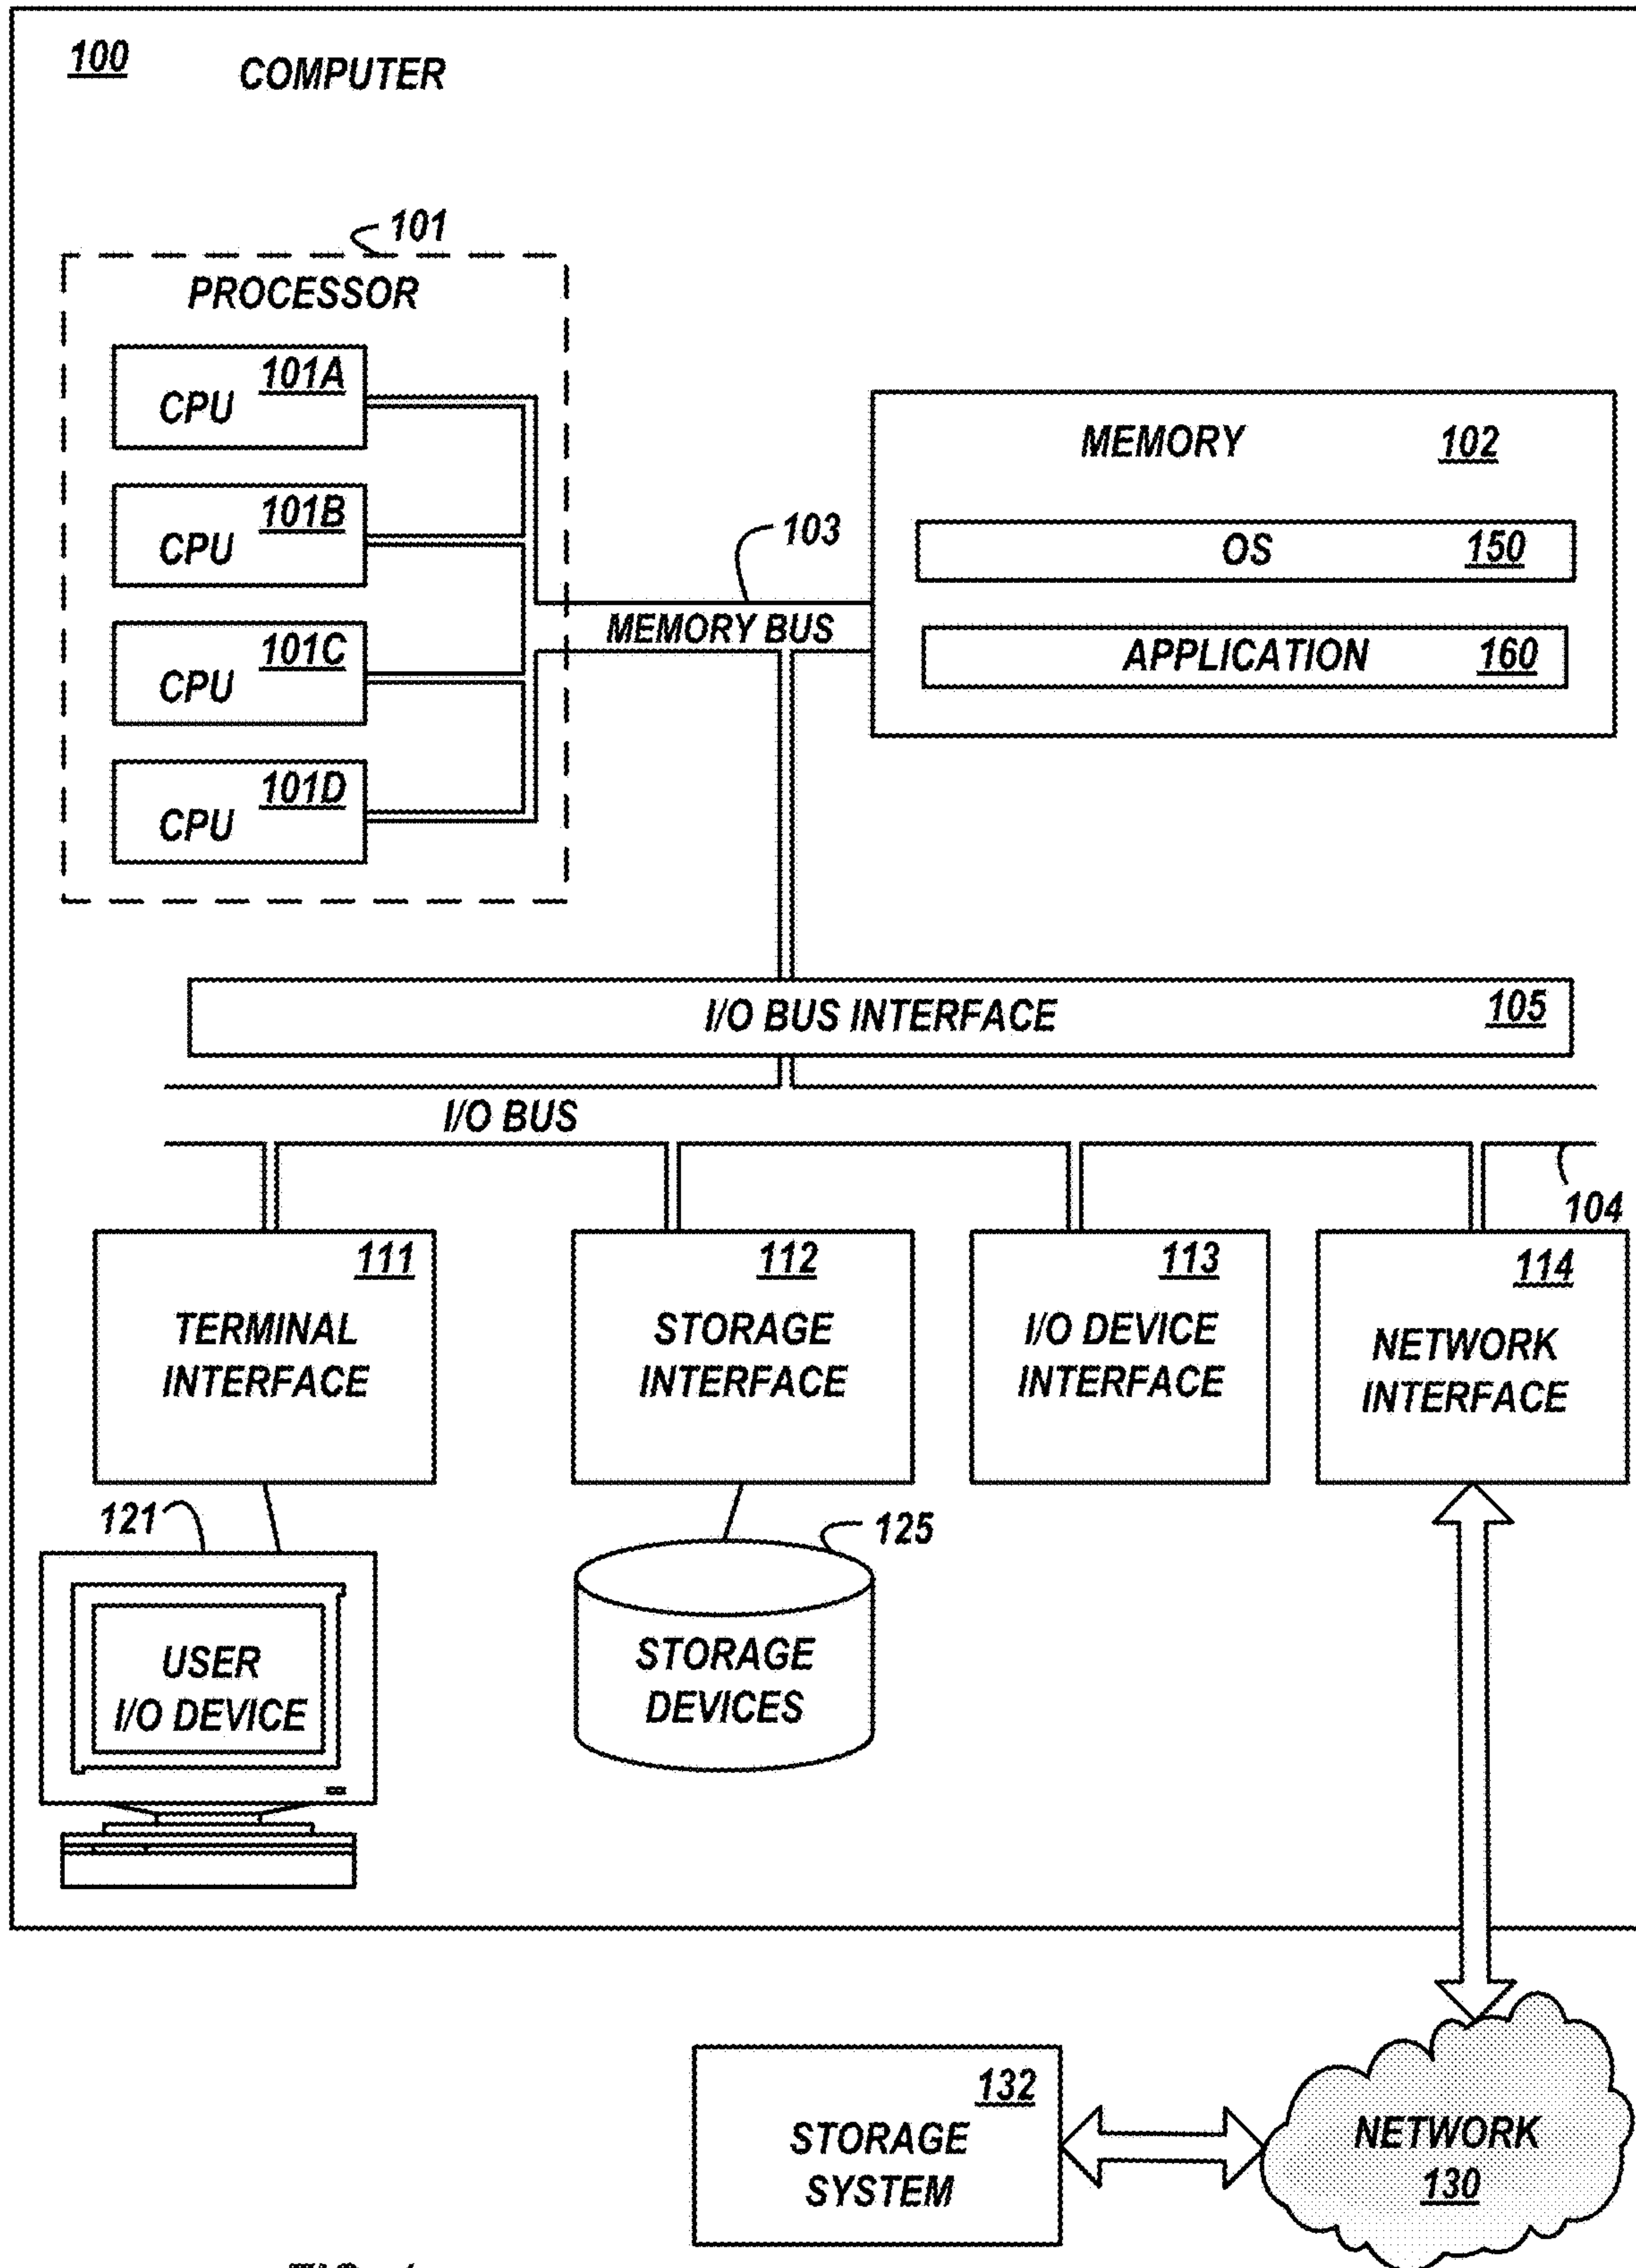 100 COMPUTER
101
PROCESSOR
101A
CPU
101B
CPU
101C
CPU
101D
CPU
103
MEMORY BUS
MEMORY 102
OS 150
APPLICATION 160
I/O BUS INTERFACE 105
I/O BUS
104
111
TERMINAL
INTERFACE
112
STORAGE
INTERFACE
113
I/O DEVICE
INTERFACE
114
NETWORK
INTERFACE
121
USER
I/O DEVICE
125
STORAGE
DEVICES
132
STORAGE
SYSTEM
NETWORK
130